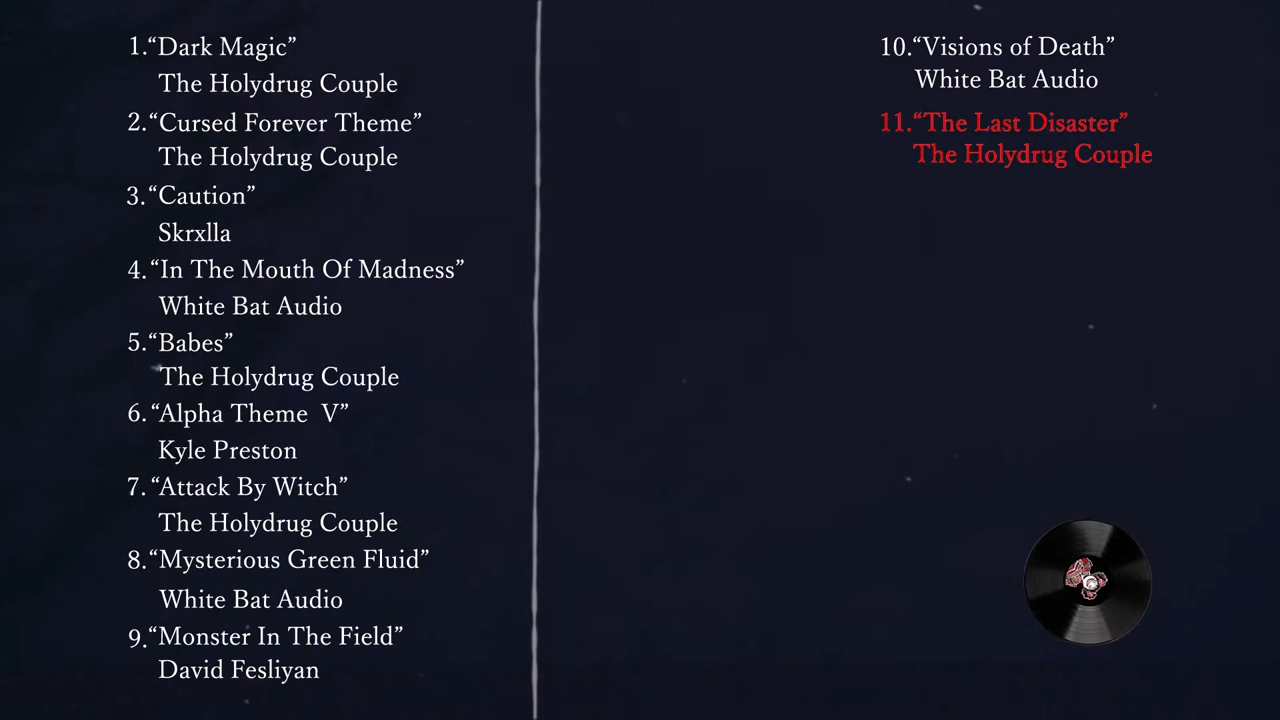 1.“Dark Magic”
The Holydrug Couple
2.“Cursed Forever Theme”
The Holydrug Couple
3.“Caution”
Skrxlla
4.“In The Mouth Of Madness”
White Bat Audio
5.“Babes”
The Holydrug Couple
6.“Alpha Theme V”
Kyle Preston
7.“Attack By Witch”
The Holydrug Couple
8.“Mysterious Green Fluid”
White Bat Audio
9.“Monster In The Field”
David Fesliyan
10.“Visions of Death”
White Bat Audio
11.“The Last Disaster”
The Holydrug Couple